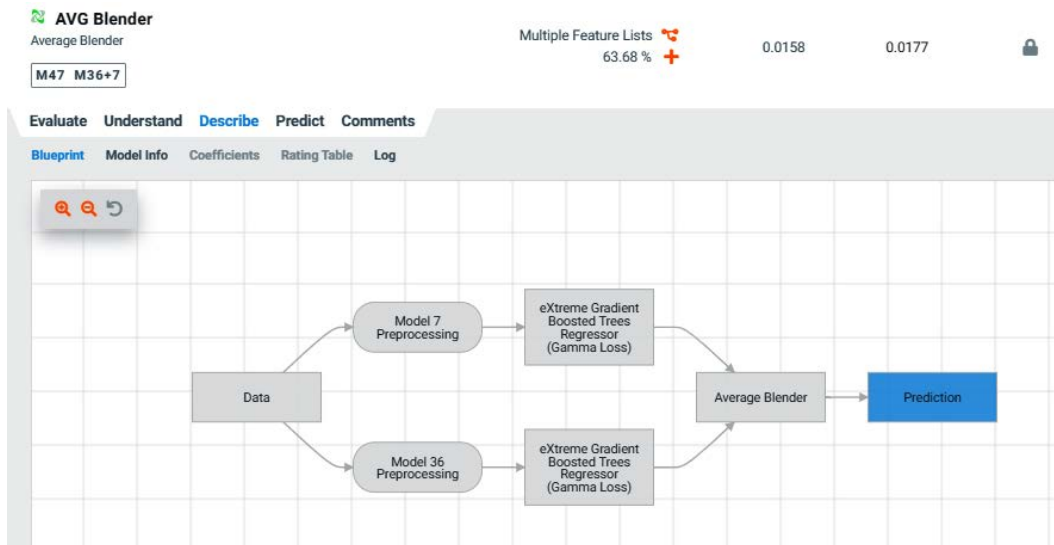 AVG Blender
Average Blender
M47 M36+7
Multiple Feature Lists
63.68 %
0.0158
0.0177
Evaluate Understand Describe Predict Comments
Blueprint Model Info Coefficients Rating Table Log
Model 7
Preprocessing
eXtreme Gradient
Boosted Trees
Regressor
(Gamma Loss)
Data
Average Blender
Prediction
Model 36
Preprocessing
eXtreme Gradient
Boosted Trees
Regressor
(Gamma Loss)